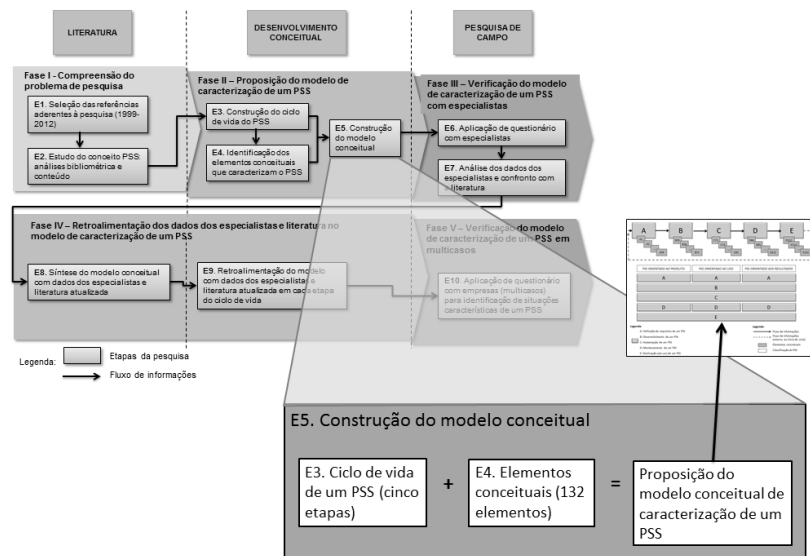 LITERATURA
DESENVOLVIMENTO
CONCEITUAL
PESQUISA DE
CAMPO
Fase I - Compreensão do
problema de pesquisa
E1. Seleção das referências
aderentes à pesquisa (1999-
2012)
E2. Estudo do conceito PSS:
análises bibliométrica e
conteúdo
Fase II – Proposição do modelo de
caracterização de um PSS
E3. Construção do ciclo
de vida do PSS
E4. Identificação dos
elementos conceituais
que caracterizam o PSS
E5. Construção
do modelo
conceitual
Fase III – Verificação do modelo
de caracterização de um PSS
com especialistas
E6. Aplicação de questionário
com especialistas
E7. Análise dos dados dos
especialistas e confronto com a
literatura
Fase IV – Retroalimentação dos dados dos especialistas e literatura no
modelo de caracterização de um PSS
E8. Síntese do modelo conceitual
com dados dos especialistas e
literatura atualizada
E9. Retroalimentação do modelo
com dados dos especialistas e
literatura atualizada em cada etapa
do ciclo de vida
Fase V – Verificação do modelo
de caracterização de um PSS em
multicasos
E10. Aplicação de questionário
com empresas (multicasos)
para identificação de situações
características de um PSS
Legenda:
Etapas da pesquisa
Fluxo de informações
A B C D E
A A A
B
C
D D D
E
E5. Construção do modelo conceitual
E3. Ciclo de vida
de um PSS (cinco
etapas)
+
E4. Elementos
conceituais (132
elementos)
=
Proposição do
modelo conceitual de
caracterização de um
PSS